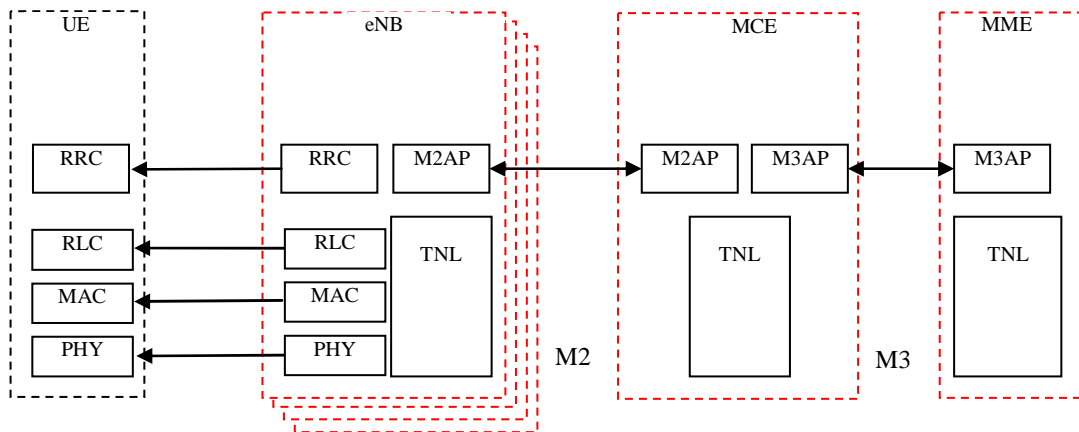 UE
eNB
MCE
MME
RRC
RRC
M2AP
M2AP
M3AP
M3AP
RLC
RLC
TNL
TNL
TNL
MAC
MAC
PHY
PHY
M2
M3